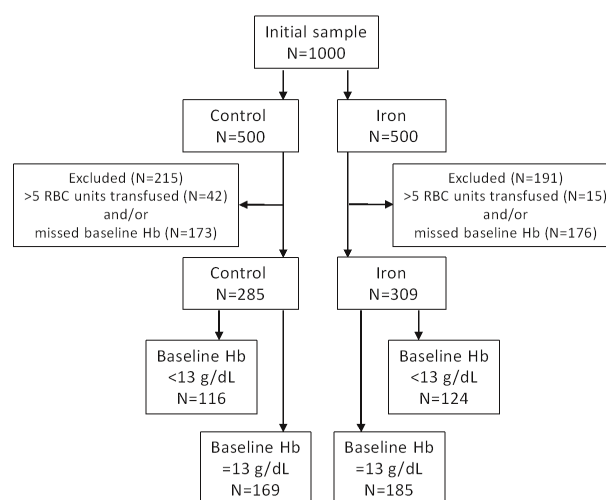 Initial sample
N=1000
Control
N=500
Iron
N=500
Excluded (N=215)
>5 RBC units transfused (N=42)
and/or
missed baseline Hb (N=173)
Excluded (N=191)
>5 RBC units transfused (N=15)
and/or
missed baseline Hb (N=176)
Control
N=285
Iron
N=309
Baseline Hb
<13 g/dL
N=116
Baseline Hb
<13 g/dL
N=124
Baseline Hb
=13 g/dL
N=169
Baseline Hb
=13 g/dL
N=185